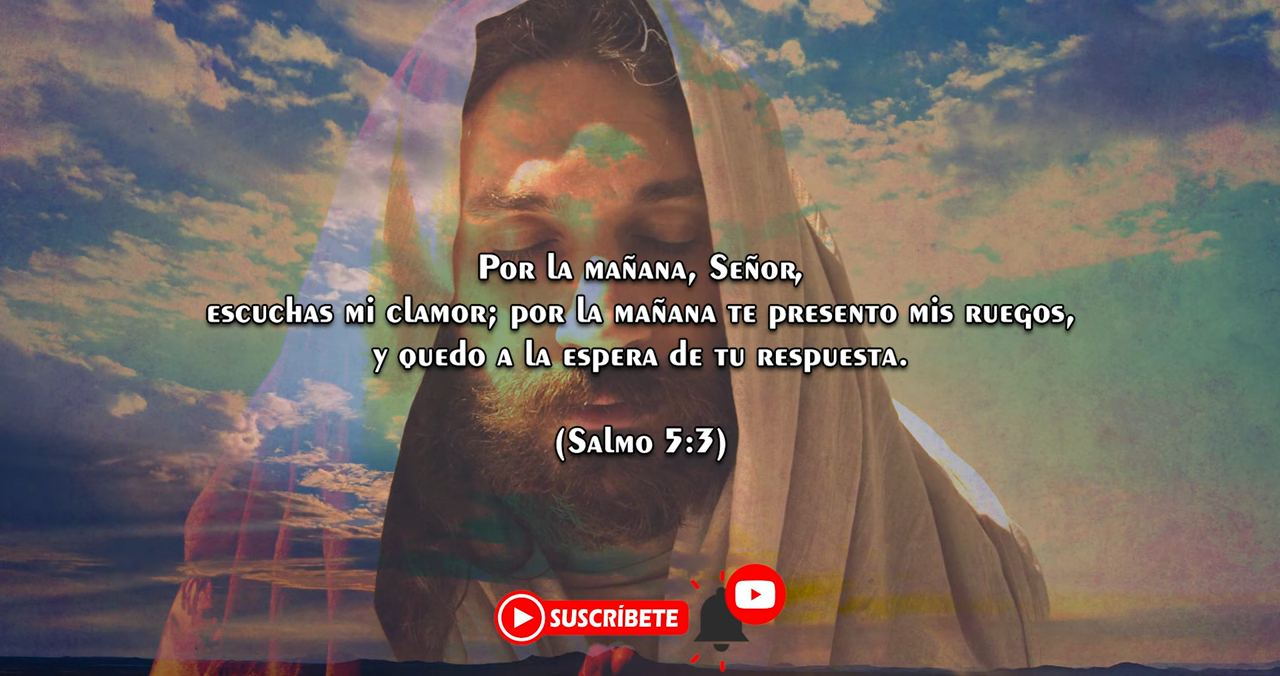 Por la mañana, Señor,
escuchas mi clamor; por la mañana te presento mis ruegos,
y quedo a la espera de tu respuesta.
(Salmo 5:3)
SUSCRÍBETE